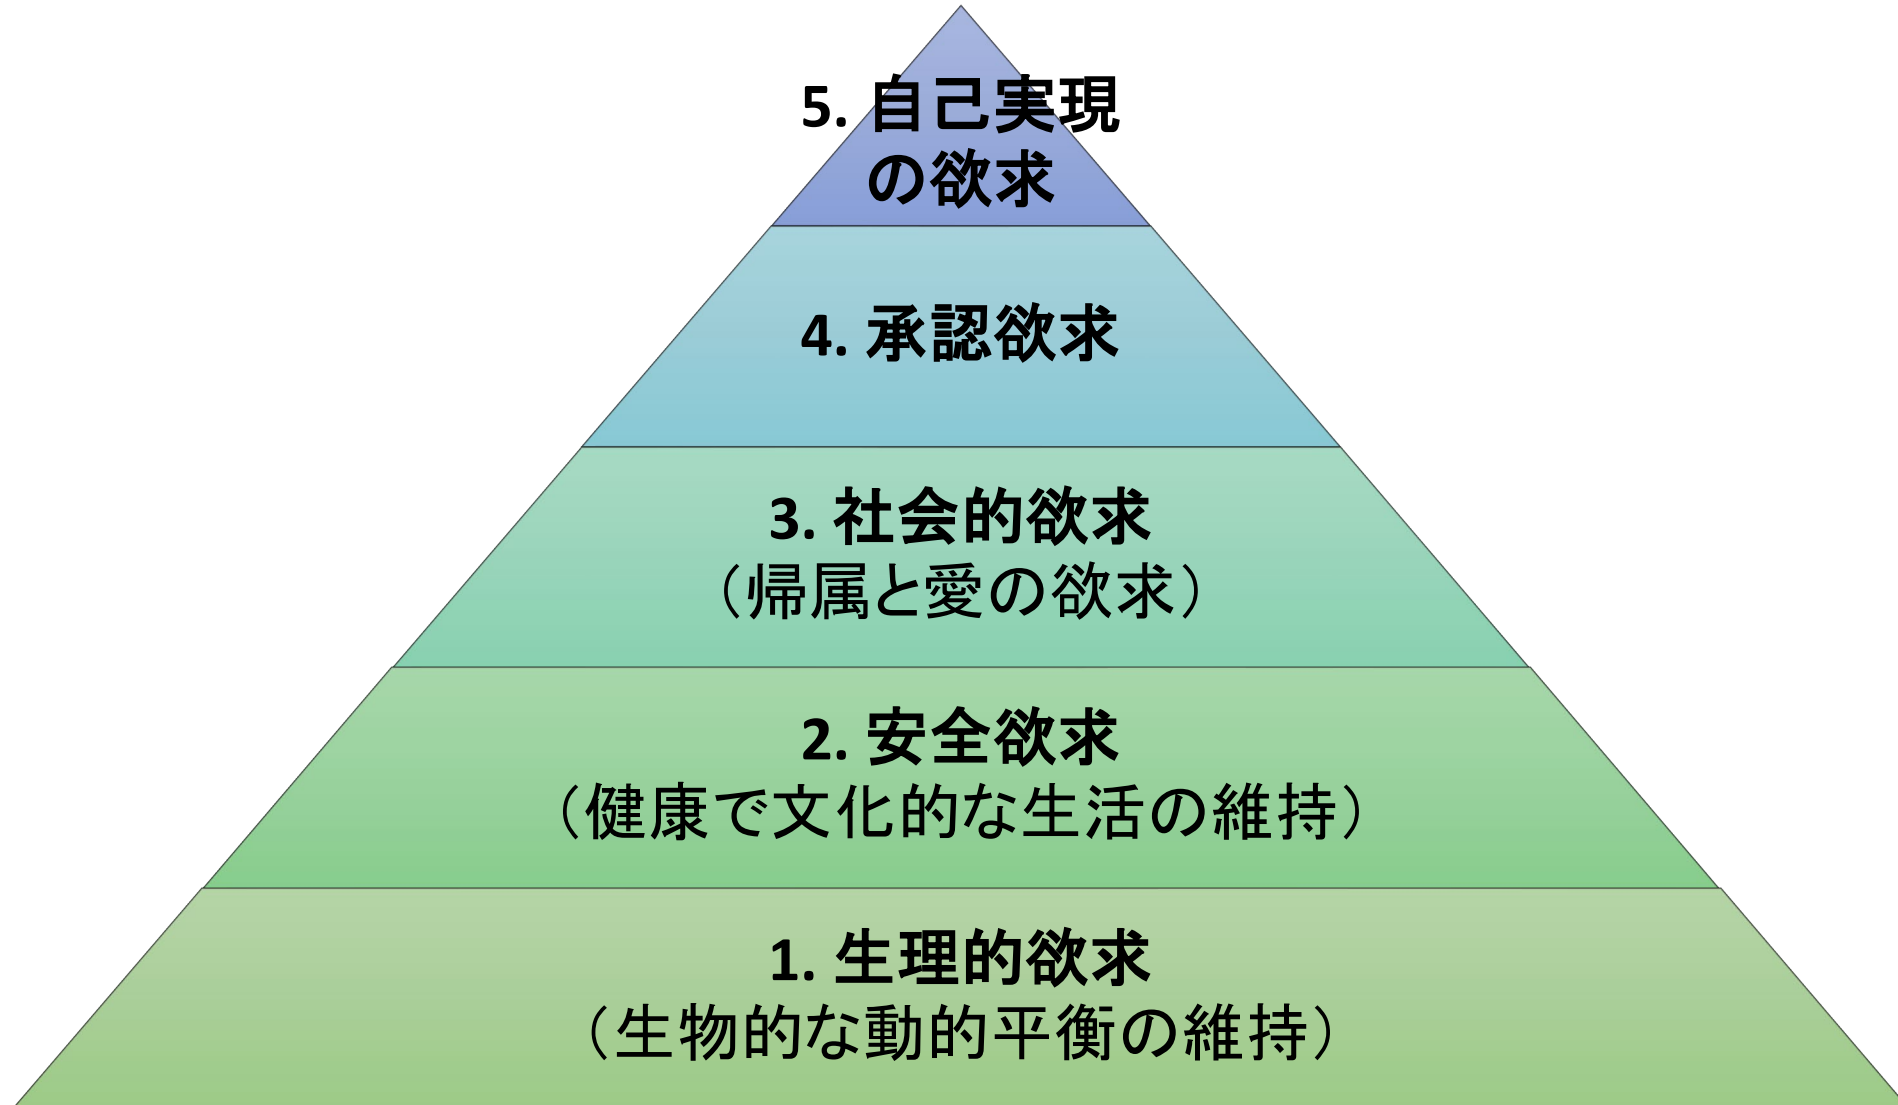 5. 自己実現
の欲求
4. 承認欲求
3. 社会的欲求
（帰属と愛の欲求）
2. 安全欲求
（健康で文化的な生活の維持）
1. 生理的欲求
（生物的な動的平衡の維持）